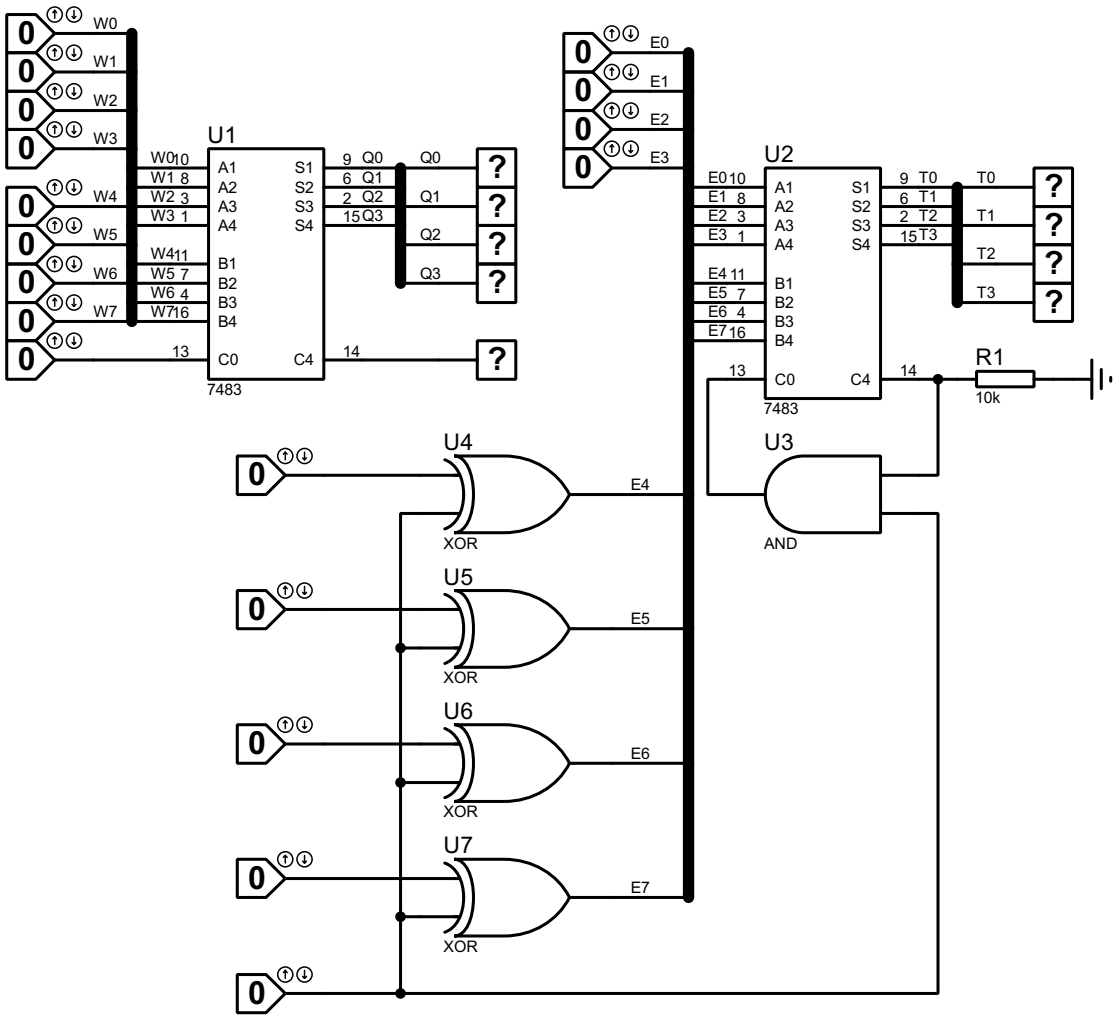 0 W0
0 W1
0 W2
0 W3
0 W4
0 W5
0 W6
0 W7
0
U1
W0 10 A1 S1 9 Q0 Q0 ?
W1 8 A2 S2 6 Q1
W2 3 A3 S3 2 Q2 Q1 ?
W3 1 A4 S4 15 Q3
Q2 ?
W4 11 B1
W5 7 B2 Q3 ?
W6 4 B3
W7 16 B4
13 C0 C4 14 ?
7483
0 E0
0 E1
0 E2
0 E3
U2
E0 10 A1 S1 9 T0 T0 ?
E1 8 A2 S2 6 T1
E2 3 A3 S3 2 T2 T1 ?
E3 1 A4 S4 15 T3
T2 ?
E4 11 B1
E5 7 B2 T3 ?
E6 4 B3
E7 16 B4
13 C0 C4 14
7483
R1
10k
U3
AND
U4
0 E4
XOR
U5
0 E5
XOR
U6
0 E6
XOR
U7
0 E7
XOR
0